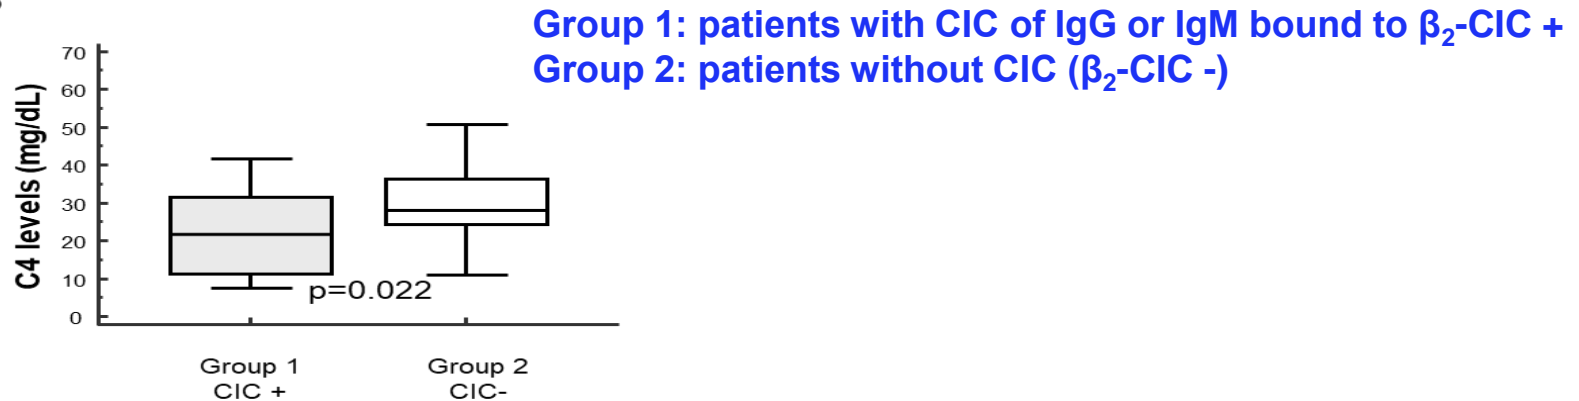 Group 1: patients with CIC of IgG or IgM bound to β₂-CIC +
Group 2: patients without CIC (β₂-CIC -)
C4 levels (mg/dL)
70
60
50
40
30
20
10
0
p=0.022
Group 1 Group 2
CIC + CIC-